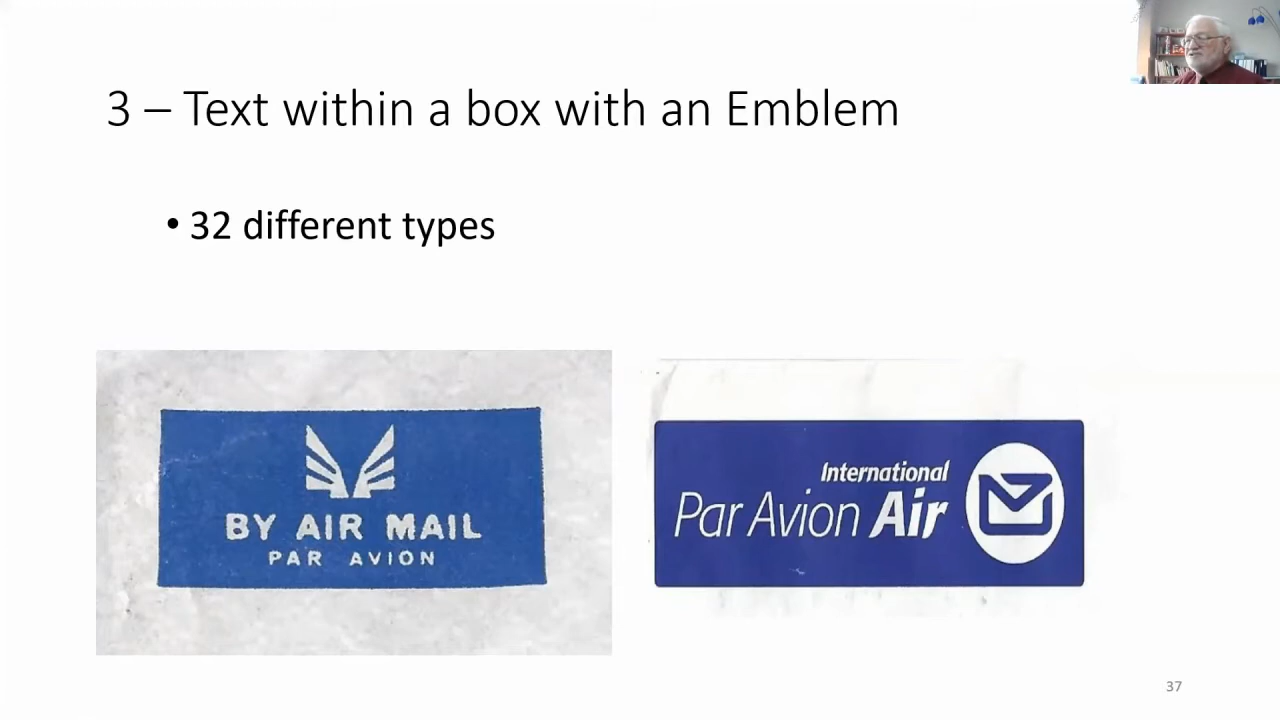 3 – Text within a box with an Emblem
• 32 different types
BY AIR MAIL
PAR AVION
International
Par Avion Air
37